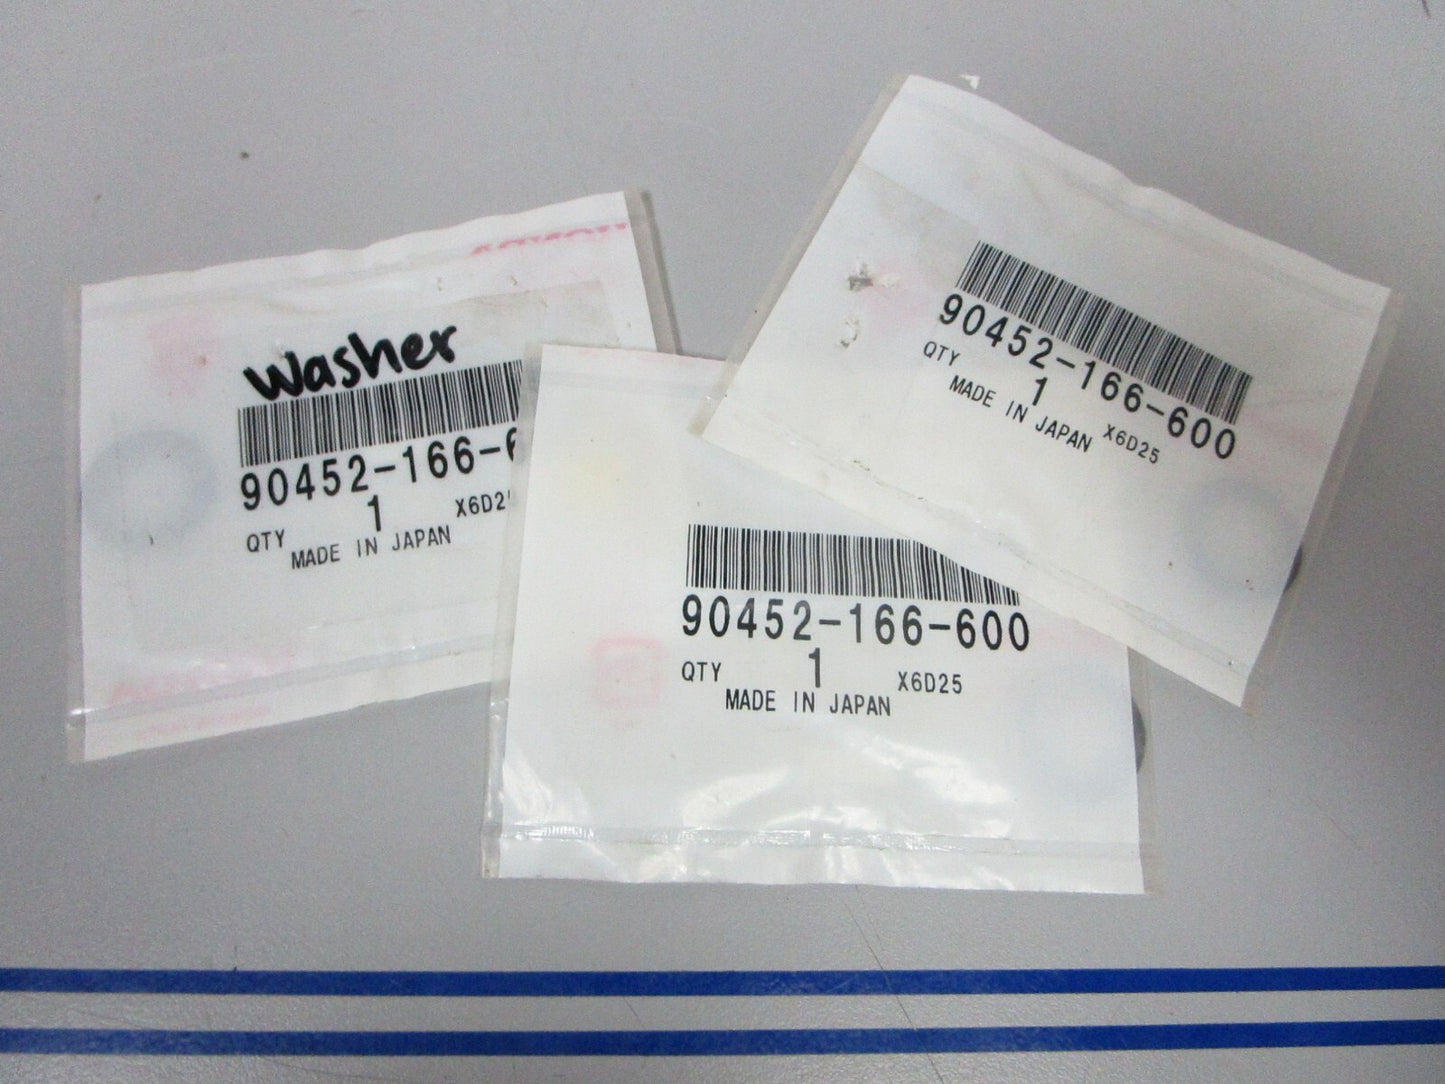 Washer
90452-166-6
QTY 1 X6D2
MADE IN JAPAN
90452-166-600
QTY 1 X6D25
MADE IN JAPAN
90452-166-600
QTY 1 X6D25
MADE IN JAPAN